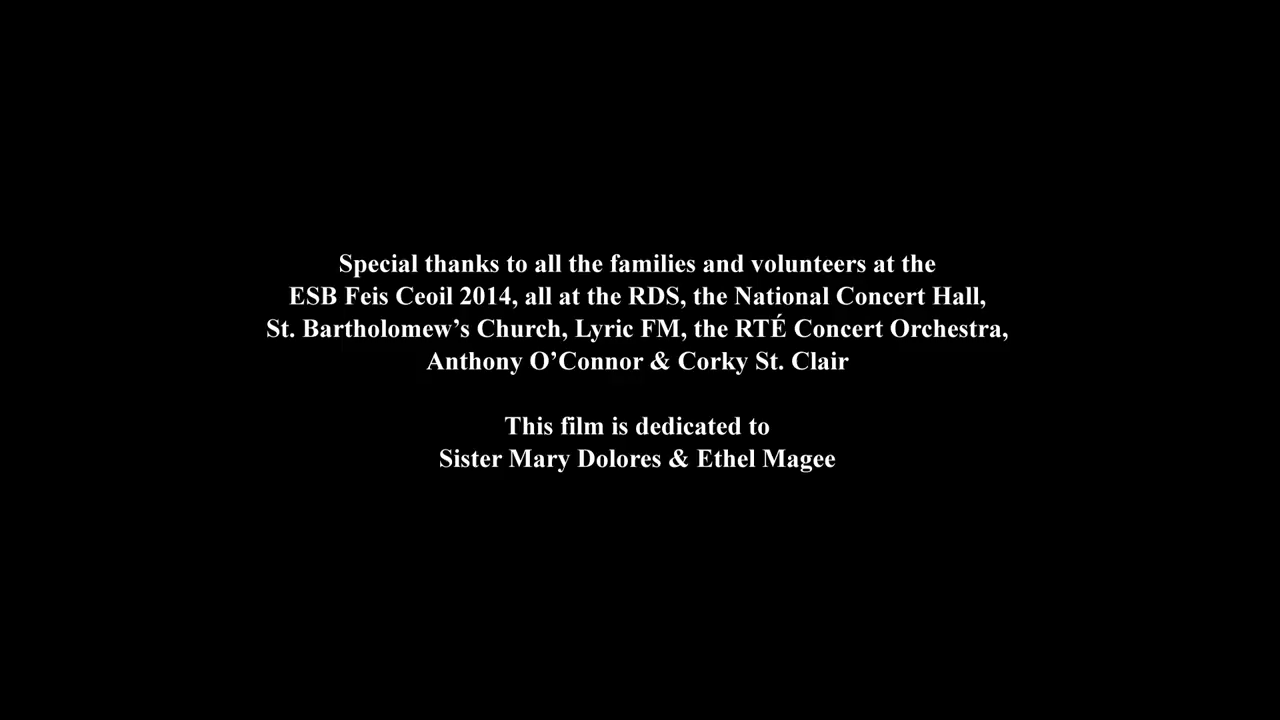 Special thanks to all the families and volunteers at the
ESB Feis Ceoil 2014, all at the RDS, the National Concert Hall,
St. Bartholomew’s Church, Lyric FM, the RTÉ Concert Orchestra,
Anthony O’Connor & Corky St. Clair
This film is dedicated to
Sister Mary Dolores & Ethel Magee